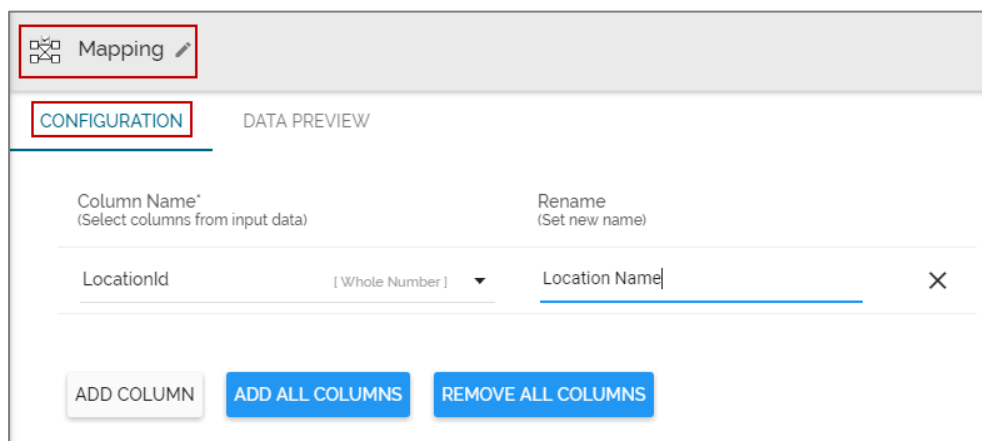 Mapping
CONFIGURATION DATA PREVIEW
Column Name* Rename
(Select columns from input data) (Set new name)
LocationId [ Whole Number ] Location Name
ADD COLUMN ADD ALL COLUMNS REMOVE ALL COLUMNS